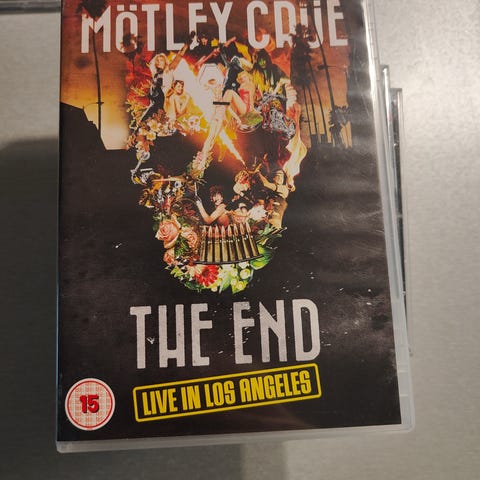 MÖTLEY CRÜE
THE END
LIVE IN LOS ANGELES
15